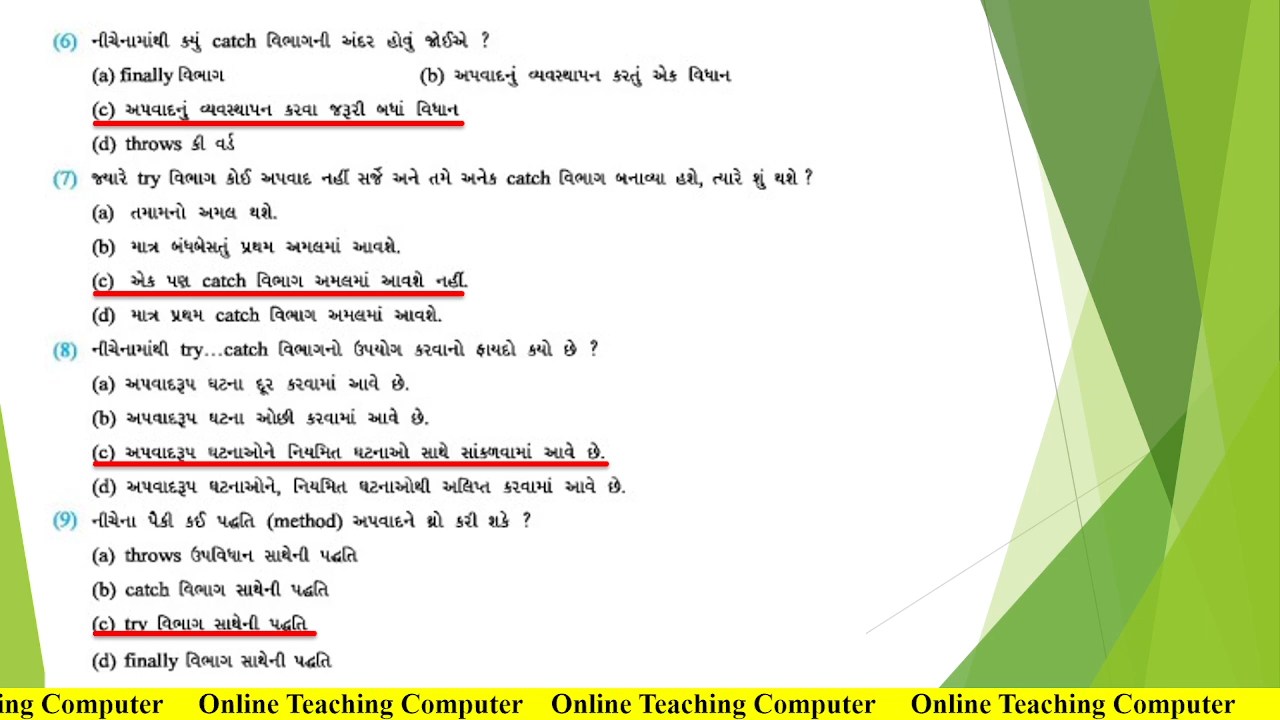 (6) નીચેનામાંથી ક્યું catch વિભાગની અંદર હોવું જોઈએ ?
(a) finally વિભાગ (b) અપવાદનું વ્યવસ્થાપન કરતું એક વિધાન
(c) અપવાદનું વ્યવસ્થાપન કરવા જરૂરી બધાં વિધાન
(d) throws કી વર્ડ
(7) જ્યારે try વિભાગ કોઈ અપવાદ નહીં સર્જે અને તમે અનેક catch વિભાગ બનાવ્યા હશે, ત્યારે શું થશે ?
(a) તમામનો અમલ થશે.
(b) માત્ર બંધબેસતું પ્રથમ અમલમાં આવશે.
(c) એક પણ catch વિભાગ અમલમાં આવશે નહીં.
(d) માત્ર પ્રથમ catch વિભાગ અમલમાં આવશે.
(8) નીચેનામાંથી try...catch વિભાગનો ઉપયોગ કરવાનો ફાયદો કયો છે ?
(a) અપવાદરૂપ ઘટના દૂર કરવામાં આવે છે.
(b) અપવાદરૂપ ઘટના ઓછી કરવામાં આવે છે.
(c) અપવાદરૂપ ઘટનાઓને નિયમિત ઘટનાઓ સાથે સાંકળવામાં આવે છે.
(d) અપવાદરૂપ ઘટનાઓને, નિયમિત ઘટનાઓથી અલિપ્ત કરવામાં આવે છે.
(9) નીચેના પૈકી કઈ પદ્ધતિ (method) અપવાદને થ્રો કરી શકે ?
(a) throws ઉપવિધાન સાથેની પદ્ધતિ
(b) catch વિભાગ સાથેની પદ્ધતિ
(c) try વિભાગ સાથેની પદ્ધતિ
(d) finally વિભાગ સાથેની પદ્ધતિ
ing Computer Online Teaching Computer Online Teaching Computer Online Teaching Computer